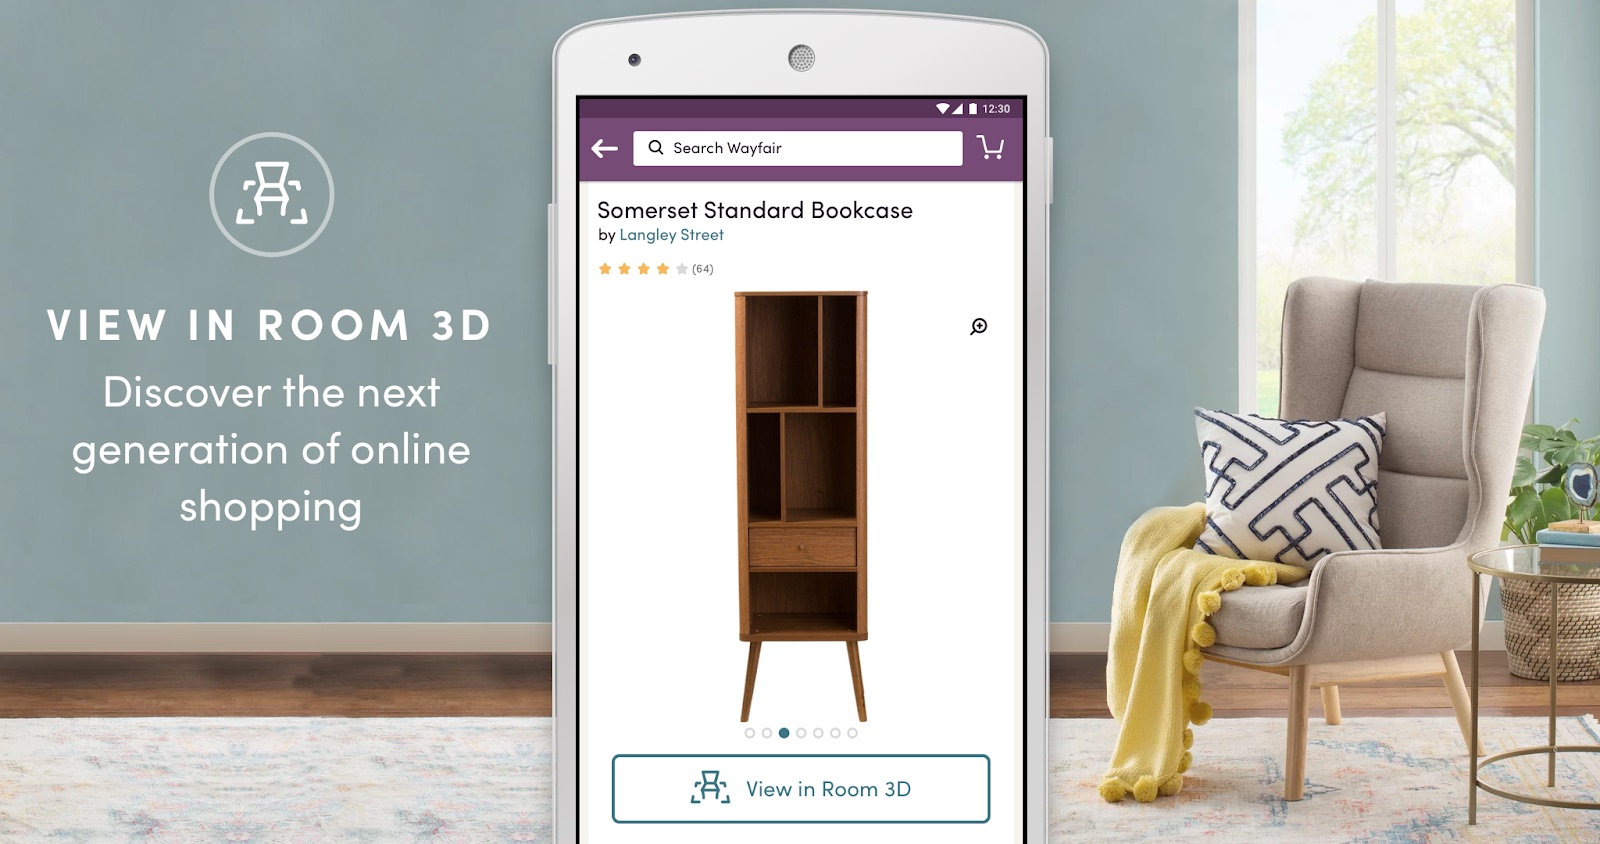 VIEW IN ROOM 3D
Discover the next
generation of online
shopping
12:30
Search Wayfair
Somerset Standard Bookcase
by Langley Street
(64)
View in Room 3D